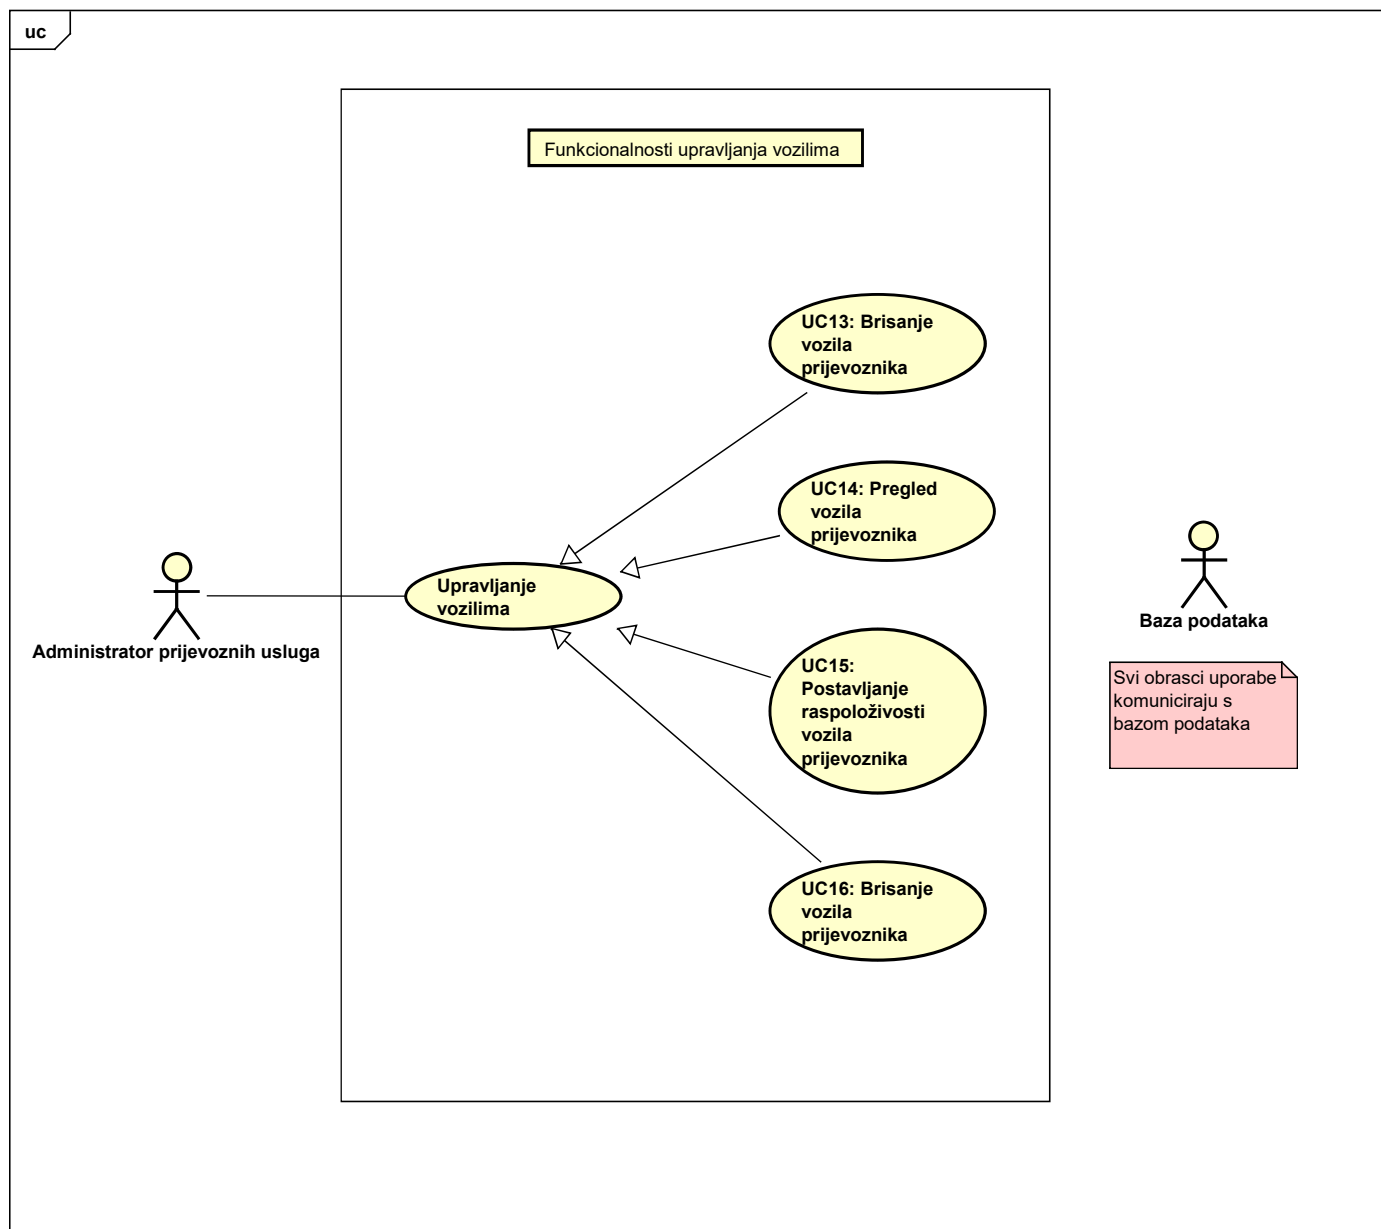 uc
Funkcionalnosti upravljanja vozilima
UC13: Brisanje
vozila
prijevoznika
UC14: Pregled
vozila
prijevoznika
Upravljanje
vozilima
Administrator prijevoznih usluga
Baza podataka
UC15:
Postavljanje
raspoloživosti
vozila
prijevoznika
Svi obrasci uporabe
komuniciraju s
bazom podataka
UC16: Brisanje
vozila
prijevoznika